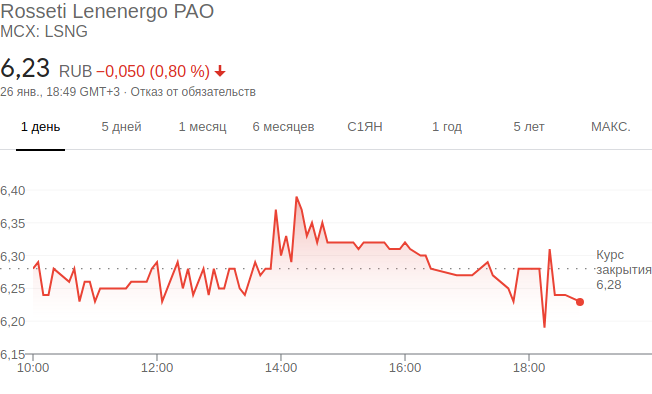 Rosseti Lenenergo PAO
MCX: LSNG
6,23 RUB −0,050 (0,80 %)
26 янв., 18:49 GMT+3 · Отказ от обязательств
1 день 5 дней 1 месяц 6 месяцев С1ЯН 1 год 5 лет МАКС.
6,40
6,35
6,30
6,25
6,20
6,15
Курс
закрытия
6,28
10:00 12:00 14:00 16:00 18:00